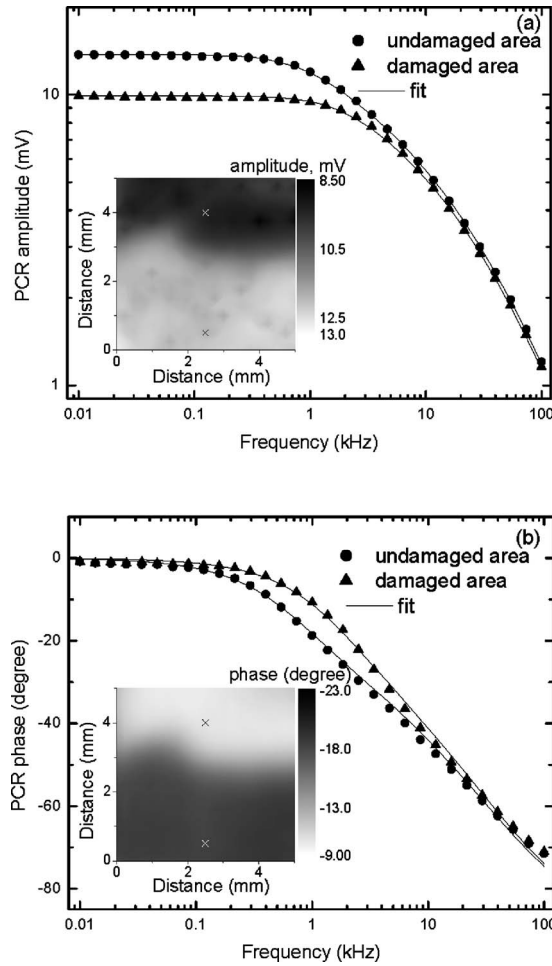 (a)
undamaged area
damaged area
fit
10
1
PCR amplitude (mV)
amplitude, mV
8.50
10.5
12.5
13.0
4
2
0
Distance (mm)
0 2 4
Distance (mm)
0.01 0.1 1 10 100
Frequency (kHz)
(b)
undamaged area
damaged area
fit
0
-20
-40
-60
-80
PCR phase (degree)
phase (degree)
-23.0
-18.0
-13.0
-9.00
4
2
0
Distance (mm)
0 2 4
Distance (mm)
0.01 0.1 1 10 100
Frequency (kHz)